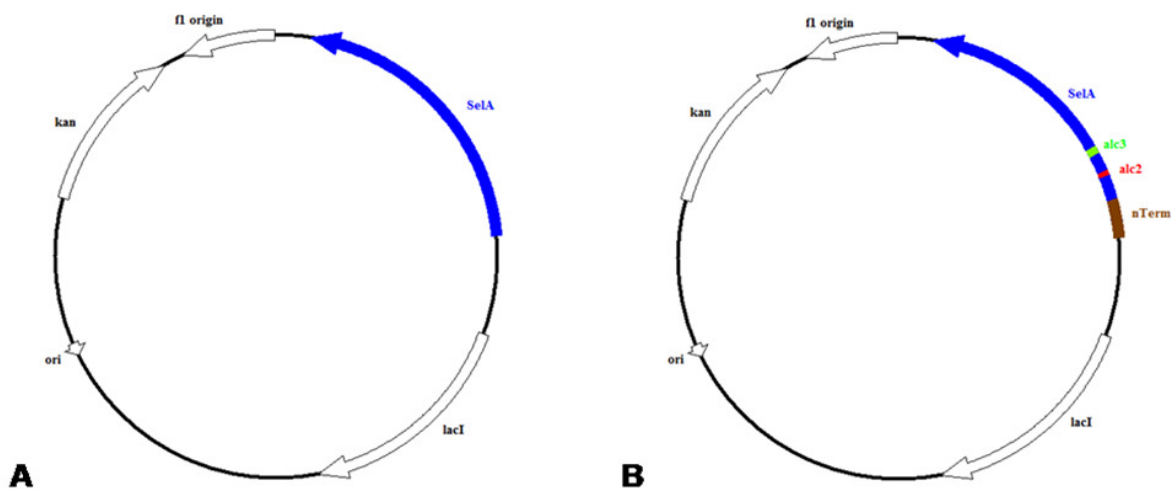 f1 origin
SelA
kan
ori
lacI
A
f1 origin
SelA
kan
alc3
alc2
nTerm
ori
lacI
B